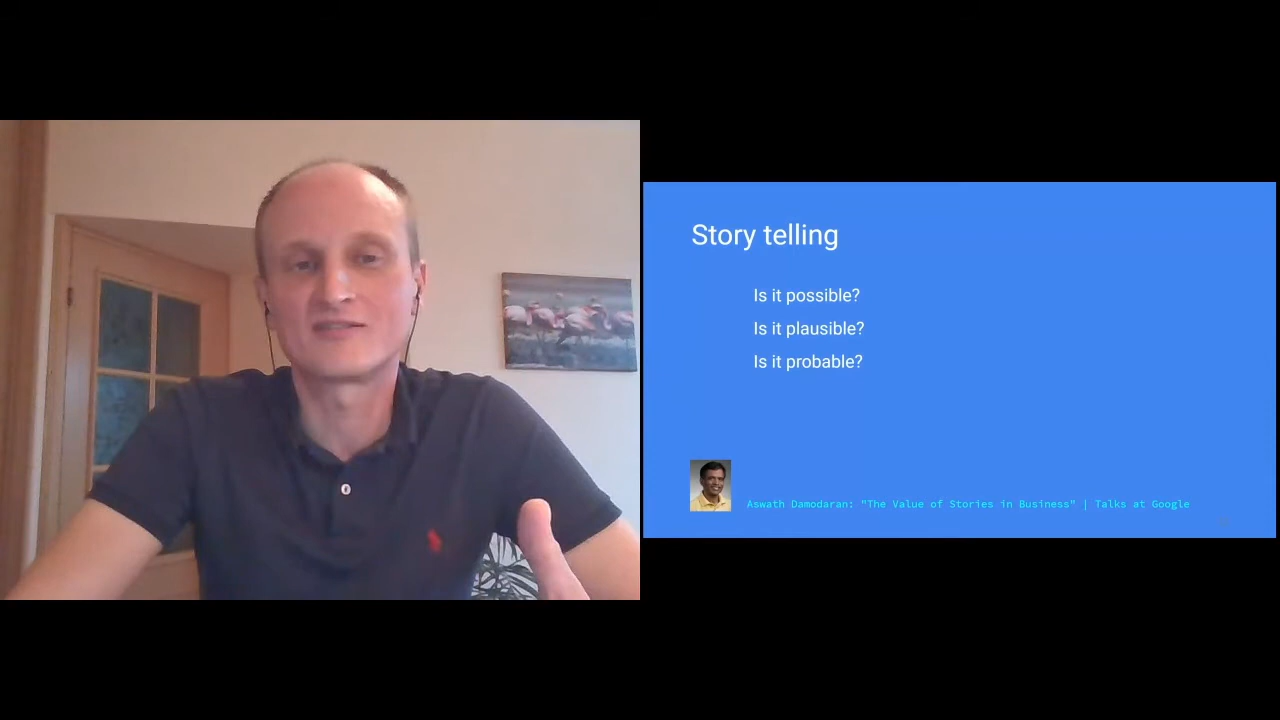 Story telling
Is it possible?
Is it plausible?
Is it probable?
Aswath Damodaran: "The Value of Stories in Business" | Talks at Google